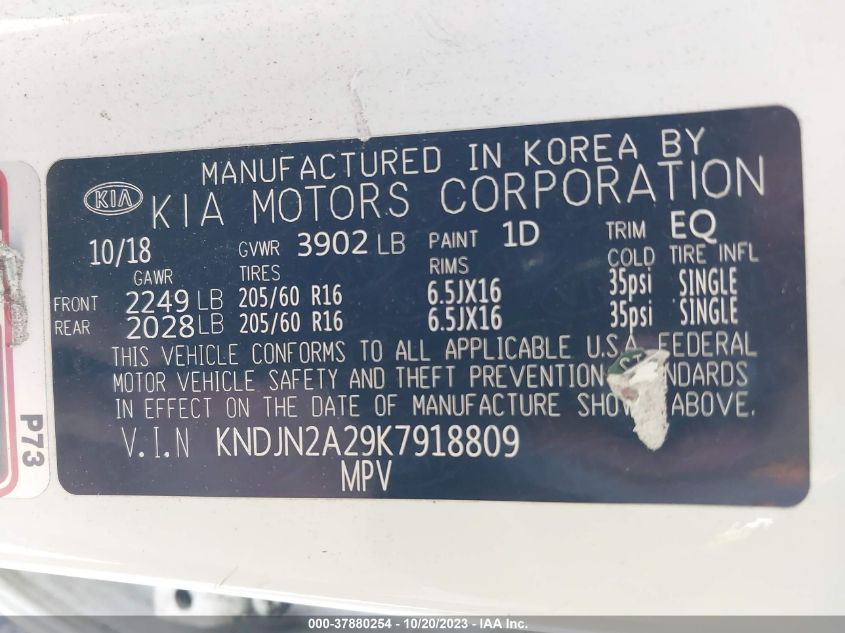 MANUFACTURED IN KOREA BY
KIA KIA MOTORS CORPORATION
10/18 GVWR 3902 LB PAINT 1D TRIM EQ
GAWR TIRES RIMS COLD TIRE INFL
FRONT 2249 LB 205/60 R16 6.5JX16 35psi SINGLE
REAR 2028 LB 205/60 R16 6.5JX16 35psi SINGLE
THIS VEHICLE CONFORMS TO ALL APPLICABLE U.S.A. FEDERAL
MOTOR VEHICLE SAFETY AND THEFT PREVENTION
IN EFFECT ON THE DATE OF MANUFACTURE ABOVE.
V.I.N KNDJN2A29K7918809
MPV
P73
000-37880254 - 10/20/2023 - IAAI Inc.